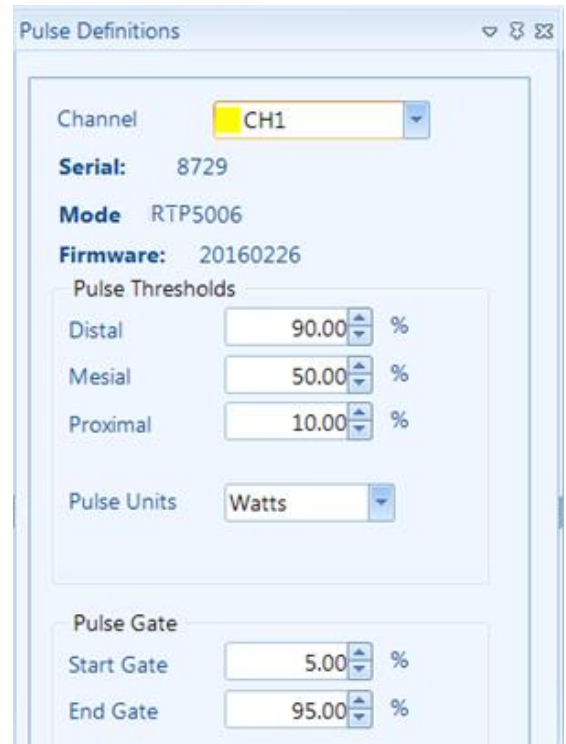 Pulse Definitions
Channel CH1
Serial: 8729
Mode RTP5006
Firmware: 20160226
Pulse Thresholds
Distal 90.00 %
Mesial 50.00 %
Proximal 10.00 %
Pulse Units Watts
Pulse Gate
Start Gate 5.00 %
End Gate 95.00 %